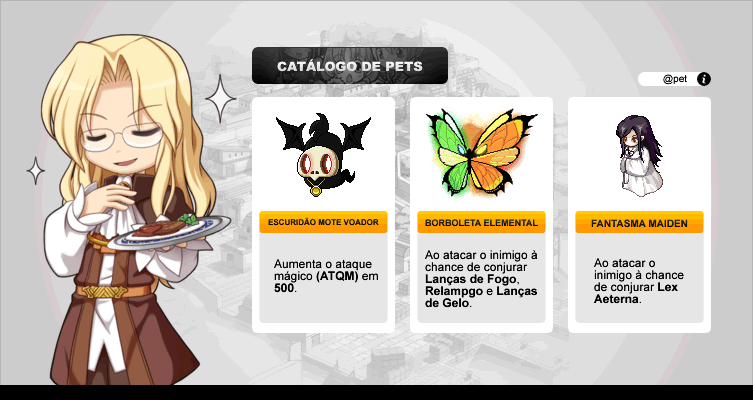 CATÁLOGO DE PETS
@pet
i
ESCURIDÃO MOTE VOADOR
Aumenta o ataque
mágico (ATQM) em
500.
BORBOLETA ELEMENTAL
Ao atacar o inimigo à
chance de conjurar
Lanças de Fogo,
Relampgo e Lanças
de Gelo.
FANTASMA MAIDEN
Ao atacar o
inimigo à chance
de conjurar Lex
Aeterna.